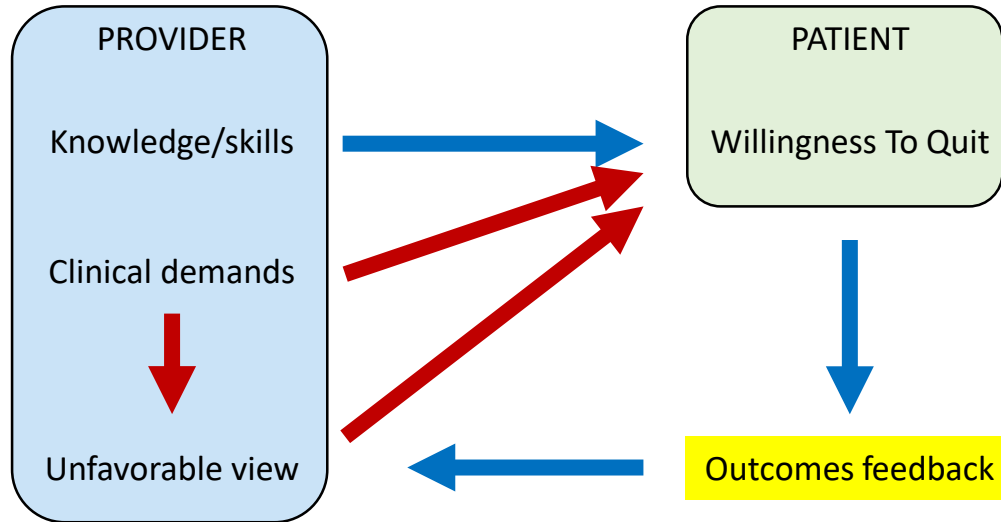 PROVIDER
Knowledge/skills
Clinical demands
Unfavorable view
PATIENT
Willingness To Quit
Outcomes feedback